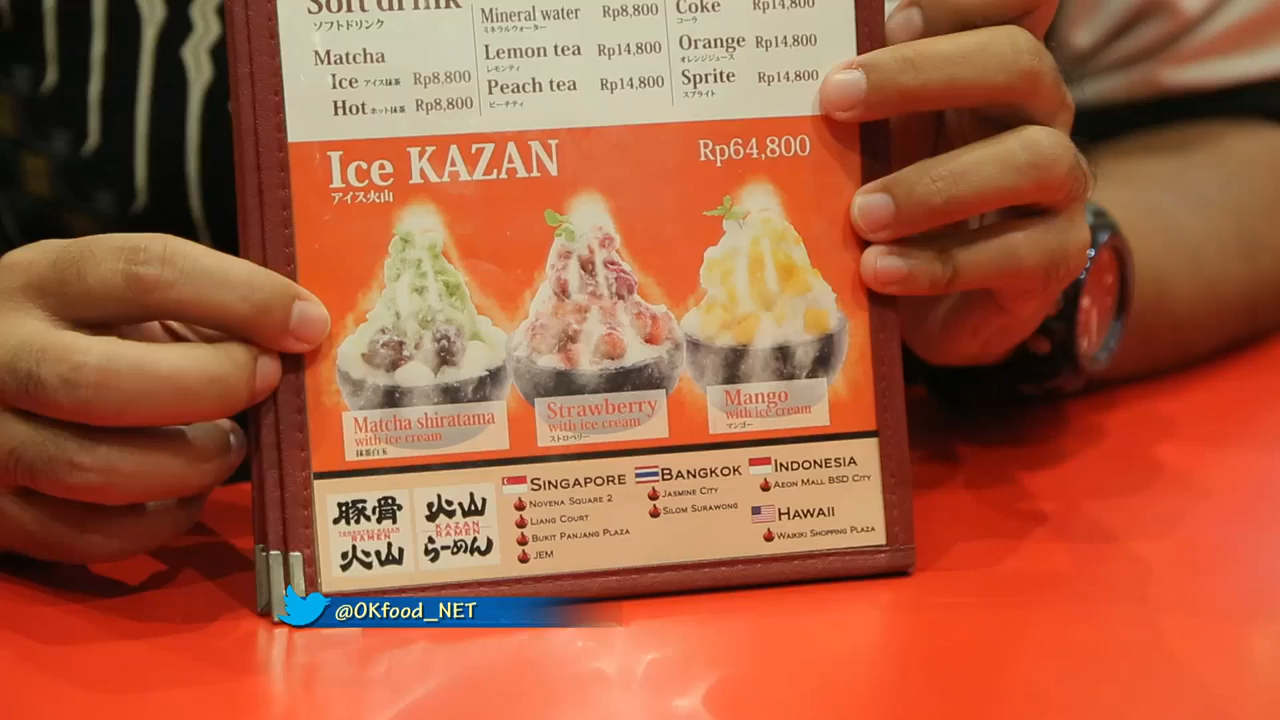 Soft drink
ソフトドリンク
Matcha
Ice アイス抹茶 Rp8,800
Hot ホット抹茶 Rp8,800
Mineral water Rp8,800
ミネラルウォーター
Lemon tea Rp14,800
レモンティ
Peach tea Rp14,800
ピーチティ
Coke Rp14,800
コーラ
Orange Rp14,800
オレンジジュース
Sprite Rp14,800
スプライト
Ice KAZAN Rp64,800
アイス火山
Matcha shiratama
with ice cream
抹茶白玉
Strawberry
with ice cream
ストロベリー
Mango
with ice cream
マンゴー
豚骨
TONKOTSU KAZAN
RAMEN
火山
火山
KAZAN
RAMEN
らーめん
SINGAPORE
NOVENA SQUARE 2
LIANG COURT
BUKIT PANJANG PLAZA
JEM
BANGKOK
JASMINE CITY
SILOM SURAWONG
INDONESIA
AEON MALL BSD CITY
HAWAII
WAIKIKI SHOPPING PLAZA
@OKfood_NET